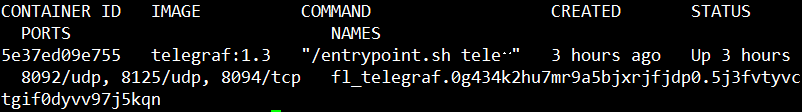 CONTAINER ID IMAGE COMMAND CREATED STATUS
PORTS NAMES
5e37ed09e755 telegraf:1.3 "/entrypoint.sh tele…" 3 hours ago Up 3 hours
8092/udp, 8125/udp, 8094/tcp fl_telegraf.0g434k2hu7mr9a5bjxrjfjdp0.5j3fvtyvc
tgif0dyvv97j5kqn